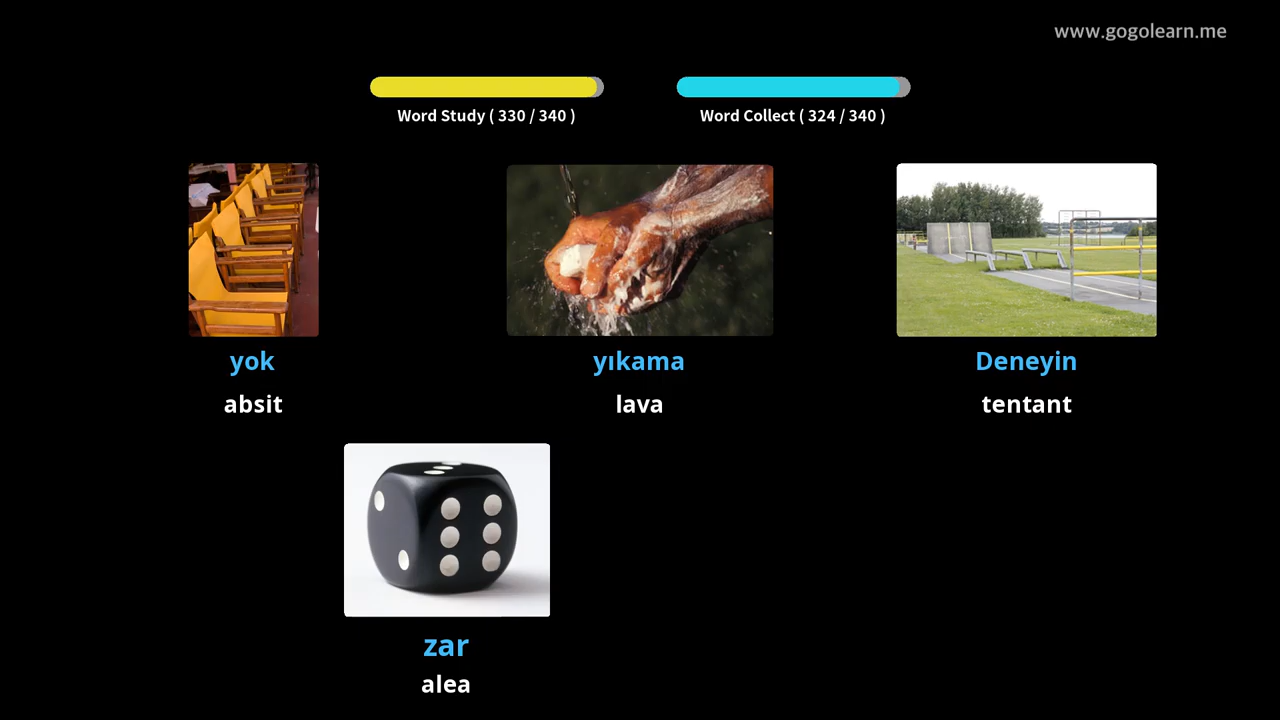 www.gogolearn.me
Word Study ( 330 / 340 )
Word Collect ( 324 / 340 )
yok
yıkama
Deneyin
absit
lava
tentant
zar
alea